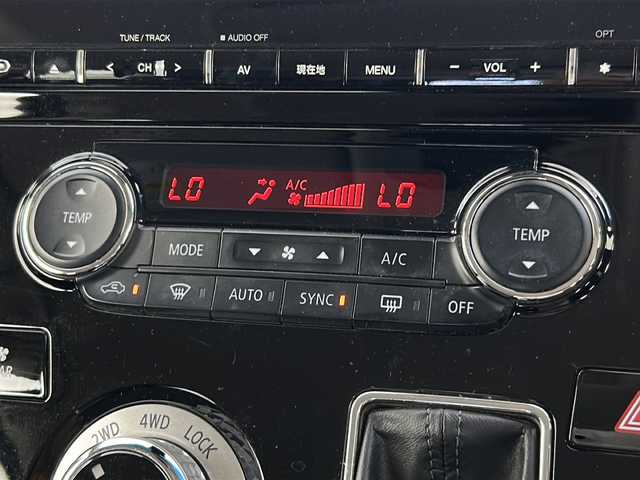 TUNE / TRACK
AUDIO OFF
OPT
CH
AV
現在地
MENU
VOL
LO
A/C
LO
TEMP
TEMP
MODE
A/C
AUTO
SYNC
OFF
2WD
4WD
LOCK